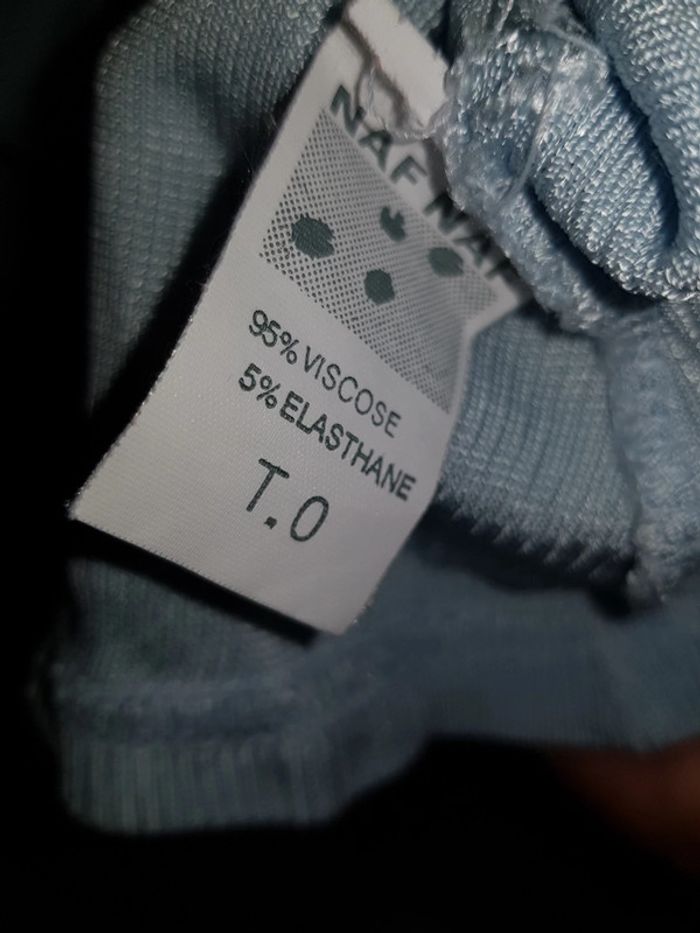 NAF NAF
95% VISCOSE
5% ELASTHANE
T.0